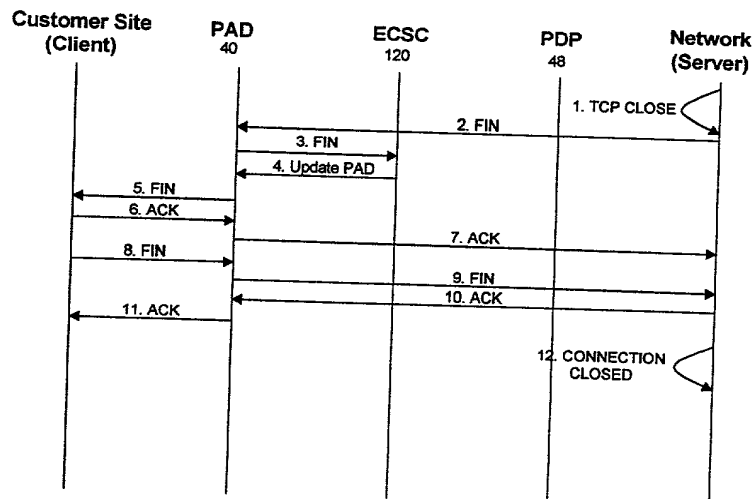 Customer Site
(Client)
PAD
40
ECSC
120
PDP
48
Network
(Server)
1. TCP CLOSE
2. FIN
3. FIN
4. Update PAD
5. FIN
6. ACK
7. ACK
8. FIN
9. FIN
10. ACK
11. ACK
12. CONNECTION
CLOSED